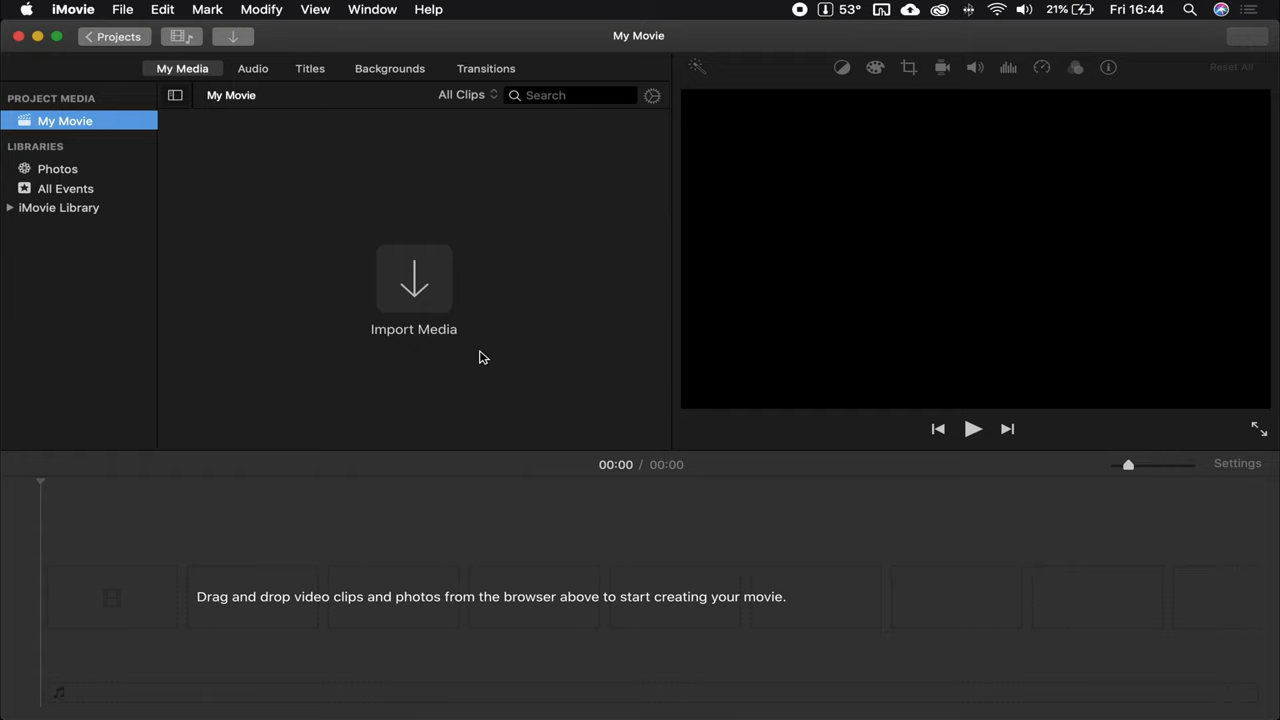 iMovie File Edit Mark Modify View Window Help 53° 21% Fri 16:44
Projects My Movie
My Media Audio Titles Backgrounds Transitions Reset All
PROJECT MEDIA My Movie All Clips Search
My Movie
LIBRARIES
Photos
All Events
iMovie Library
Import Media
00:00 / 00:00 Settings
Drag and drop video clips and photos from the browser above to start creating your movie.